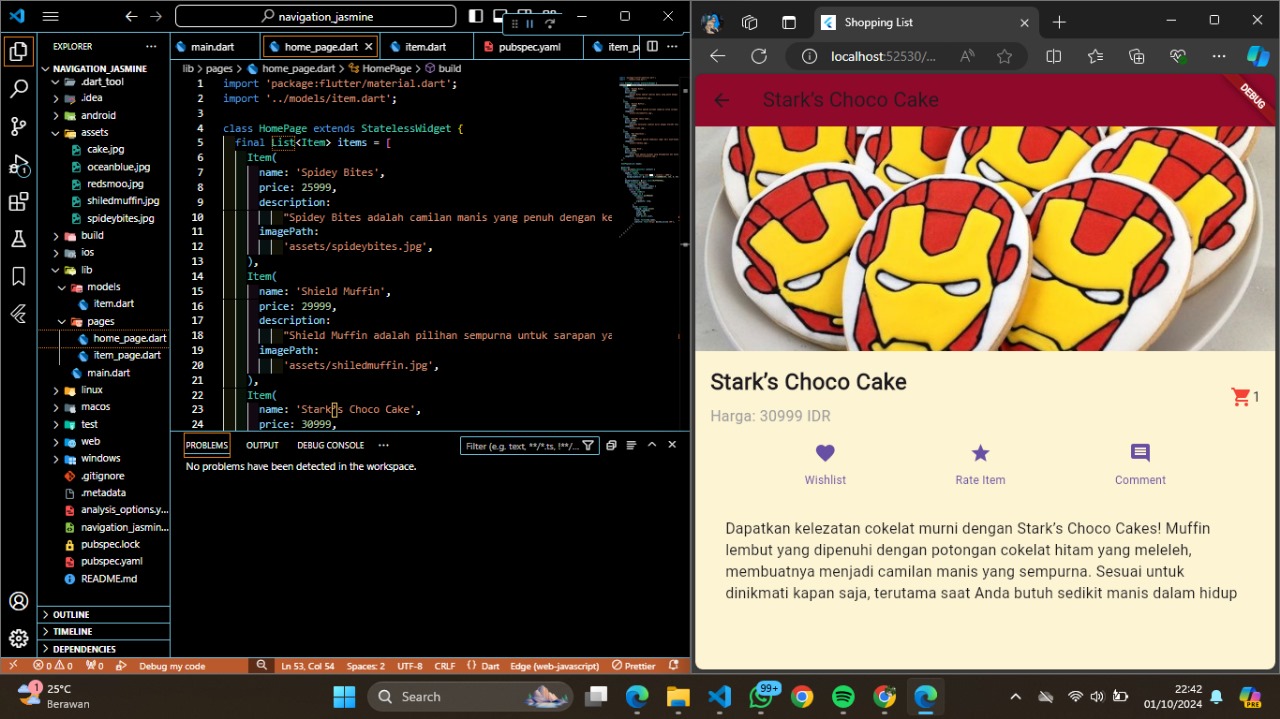 navigation_jasmine
EXPLORER
NAVIGATION_JASMINE
.dart_tool
.idea
android
assets
cake.jpg
oceanblue.jpg
redsmoo.jpg
shiledmuffin.jpg
spideybites.jpg
build
ios
lib
models
item.dart
pages
home_page.dart
item_page.dart
main.dart
linux
macos
test
web
windows
.gitignore
.metadata
analysis_options.y...
navigation_jasmin...
pubspec.lock
pubspec.yaml
README.md
OUTLINE
TIMELINE
DEPENDENCIES
main.dart
home_page.dart
item.dart
pubspec.yaml
item_p
lib > pages > home_page.dart > HomePage > build
1 import 'package:flutter/material.dart';
2 import '../models/item.dart';
3
4 class HomePage extends StatelessWidget {
5 final List<Item> items = [
6 Item(
7 name: 'Spidey Bites',
8 price: 25999,
9 description:
10 "Spidey Bites adalah camilan manis yang penuh dengan ke
11 imagePath:
12 'assets/spideybites.jpg',
13 ),
14 Item(
15 name: 'Shield Muffin',
16 price: 29999,
17 description:
18 "Shield Muffin adalah pilihan sempurna untuk sarapan ya
19 imagePath:
20 'assets/shiledmuffin.jpg',
21 ),
22 Item(
23 name: 'Stark’s Choco Cake',
24 price: 30999,
PROBLEMS
OUTPUT
DEBUG CONSOLE
Filter (e.g. text, **/*.ts, !**/...
No problems have been detected in the workspace.
0 0 0 Debug my code Ln 53, Col 54 Spaces: 2 UTF-8 CRLF {} Dart Edge (web-javascript) Prettier
Shopping List
localhost:52530/...
DEBUG
Stark’s Choco Cake
Stark’s Choco Cake
1
Harga: 30999 IDR
Wishlist
Rate Item
Comment
Dapatkan kelezatan cokelat murni dengan Stark’s Choco Cakes! Muffin
lembut yang dipenuhi dengan potongan cokelat hitam yang meleleh,
membuatnya menjadi camilan manis yang sempurna. Sesuai untuk
dinikmati kapan saja, terutama saat Anda butuh sedikit manis dalam hidup
1
25°C
Berawan
Search
99+
22:42
01/10/2024
PRE